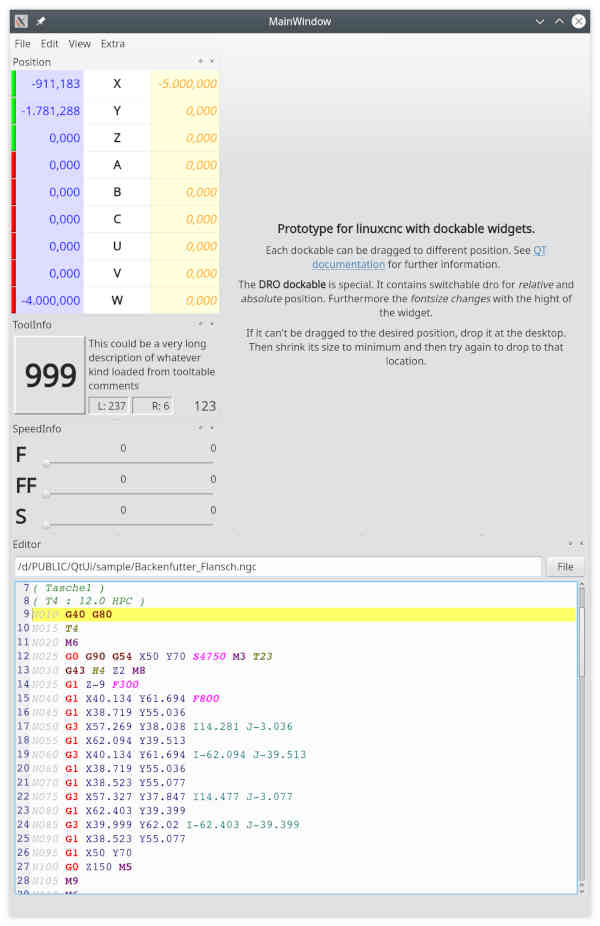 MainWindow
File Edit View Extra
Position
-911,183 X -5.000,000
-1.781,288 Y 0,000
0,000 Z 0,000
0,000 A 0,000
0,000 B 0,000
0,000 C 0,000
0,000 U 0,000
0,000 V 0,000
-4.000,000 W 0,000
Prototype for linuxcnc with dockable widgets.
Each dockable can be dragged to different position. See QT
documentation for further information.
The DRO dockable is special. It contains switchable dro for relative and
absolute position. Furthermore the fontsize changes with the hight of
the widget.
If it can't be dragged to the desired position, drop it at the desktop.
Then shrink its size to minimum and then try again to drop to that
location.
ToolInfo
999
This could be a very long
description of whatever
kind loaded from tooltable
comments
L: 237 R: 6 123
SpeedInfo
F 0 0
FF 0 0
S 0 0
Editor
/d/PUBLIC/QtUi/sample/Backenfutter_Flansch.ngc File
7 ( Tasche1 )
8 ( T4 : 12.0 HPC )
9 N010 G40 G80
10 N015 T4
11 N020 M6
12 N025 G0 G90 G54 X50 Y70 S4750 M3 T23
13 N030 G43 H4 Z2 M8
14 N035 G1 Z-9 F300
15 N040 G1 X40.134 Y61.694 F800
16 N045 G1 X38.719 Y55.036
17 N050 G3 X57.269 Y38.038 I14.281 J-3.036
18 N055 G1 X62.094 Y39.513
19 N060 G3 X40.134 Y61.694 I-62.094 J-39.513
20 N065 G1 X38.719 Y55.036
21 N070 G1 X38.523 Y55.077
22 N075 G3 X57.327 Y37.847 I14.477 J-3.077
23 N080 G1 X62.403 Y39.399
24 N085 G3 X39.999 Y62.02 I-62.403 J-39.399
25 N090 G1 X38.523 Y55.077
26 N095 G1 X50 Y70
27 N100 G0 Z150 M5
28 N105 M9